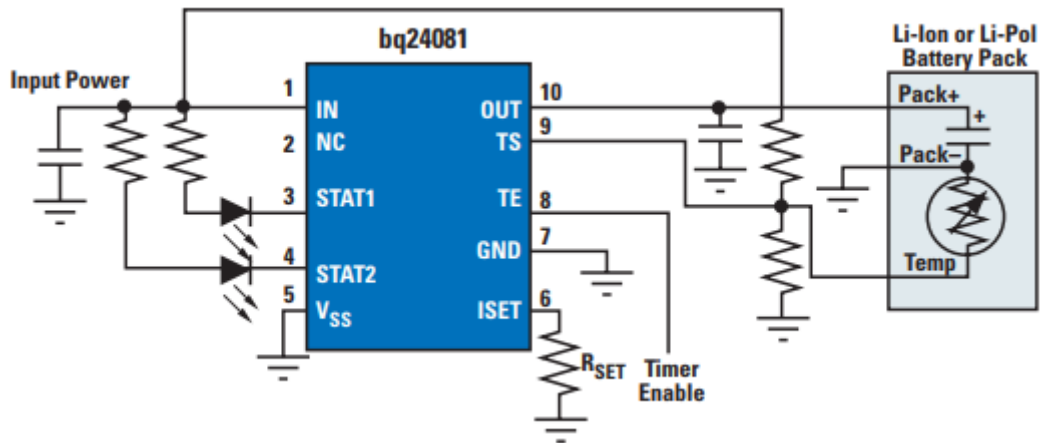 bq24081
Li-Ion or Li-Pol
Battery Pack
Input Power
1
IN
OUT
10
Pack+
+
2
NC
TS
9
Pack–
3
STAT1
TE
8
4
STAT2
GND
7
Temp
5
VSS
ISET
6
RSET
Timer
Enable